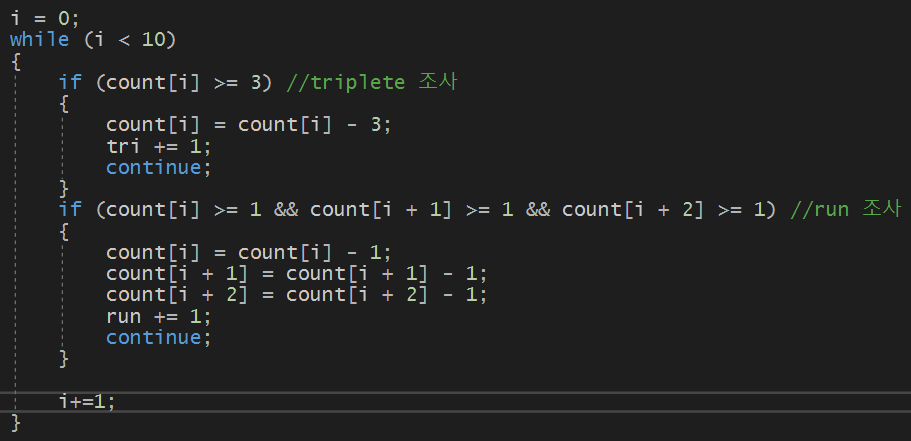 i = 0;
while (i < 10)
{
    if (count[i] >= 3) //triplete 조사
    {
        count[i] = count[i] - 3;
        tri += 1;
        continue;
    }
    if (count[i] >= 1 && count[i + 1] >= 1 && count[i + 2] >= 1) //run 조사
    {
        count[i] = count[i] - 1;
        count[i + 1] = count[i + 1] - 1;
        count[i + 2] = count[i + 2] - 1;
        run += 1;
        continue;
    }

    i+=1;
}